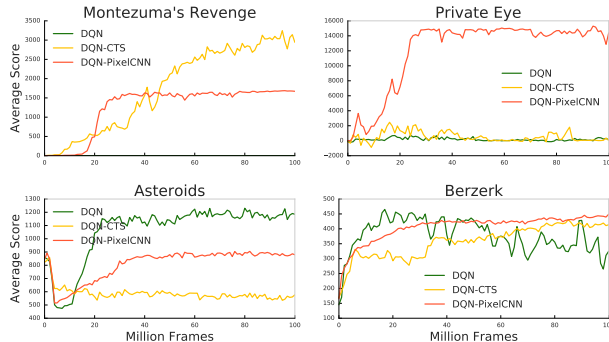 Montezuma's Revenge
Average Score
3500
3000
2500
2000
1500
1000
500
0
DQN
DQN-CTS
DQN-PixelCNN
0 20 40 60 80 100
Private Eye
16000
14000
12000
10000
8000
6000
4000
2000
0
−2000
DQN
DQN-CTS
DQN-PixelCNN
0 20 40 60 80 100
Asteroids
Average Score
1300
1200
1100
1000
900
800
700
600
500
400
DQN
DQN-CTS
DQN-PixelCNN
0 20 40 60 80 100
Million Frames
Berzerk
500
450
400
350
300
250
200
150
100
DQN
DQN-CTS
DQN-PixelCNN
0 20 40 60 80 100
Million Frames